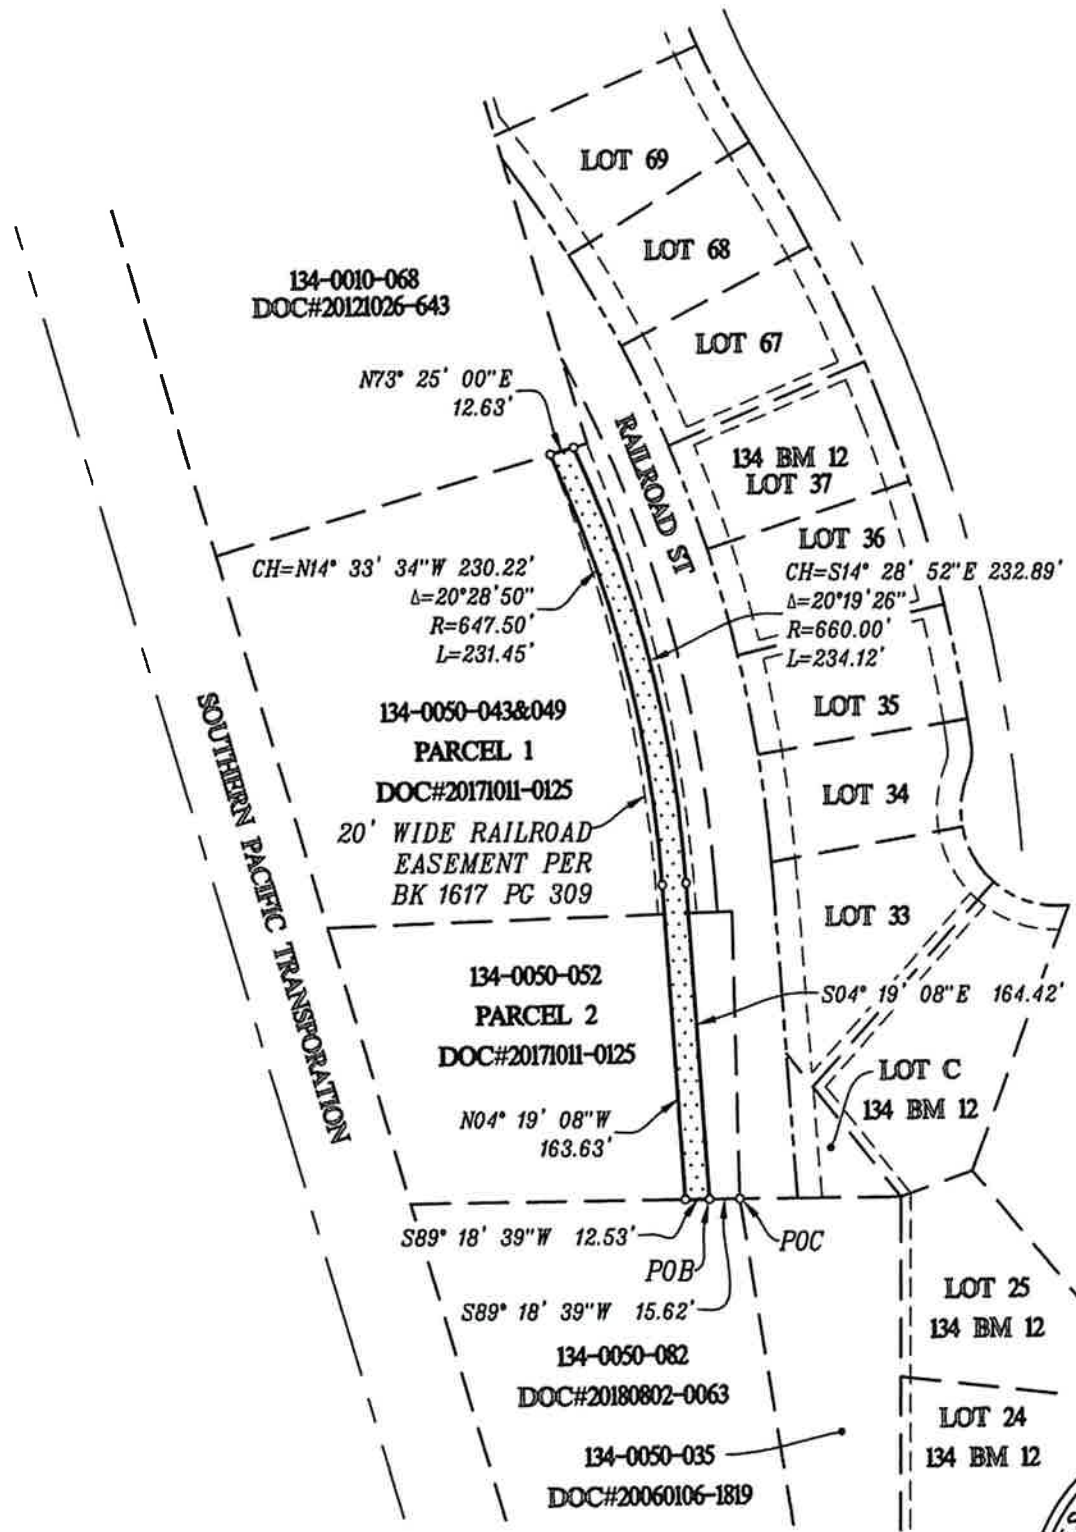 LOT 69
LOT 68
134-0010-068
DOC#20121026-643
LOT 67
N73° 25' 00"E
12.63'
RAILROAD ST
134 BM 12
LOT 37
LOT 36
CH=N14° 33' 34"W 230.22'
Δ=20°28'50"
R=647.50'
L=231.45'
CH=S14° 28' 52"E 232.89'
Δ=20°19'26"
R=660.00'
L=234.12'
SOUTHERN PACIFIC TRANSPORATION
134-0050-043&049
PARCEL 1
DOC#20171011-0125
LOT 35
LOT 34
20' WIDE RAILROAD
EASEMENT PER
BK 1617 PG 309
LOT 33
134-0050-052
PARCEL 2
DOC#20171011-0125
S04° 19' 08"E 164.42'
LOT C
134 BM 12
N04° 19' 08"W
163.63'
S89° 18' 39"W 12.53'
POB
POC
S89° 18' 39"W 15.62'
LOT 25
134 BM 12
134-0050-082
DOC#20180802-0063
LOT 24
134 BM 12
134-0050-035
DOC#20060106-1819